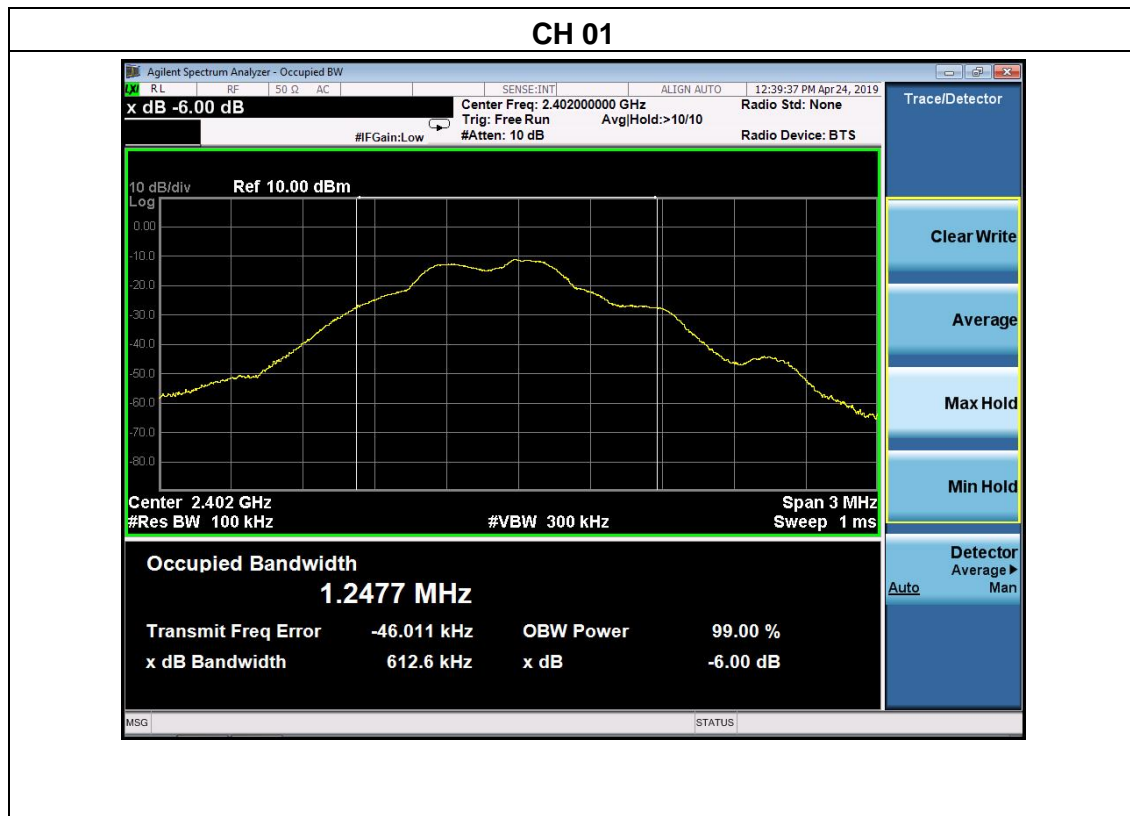 CH 01
Agilent Spectrum Analyzer - Occupied BW
LXI RL RF 50 Ω AC SENSE:INT ALIGN AUTO 12:39:37 PM Apr 24, 2019
x dB -6.00 dB
Center Freq: 2.402000000 GHz Radio Std: None
Trig: Free Run Avg|Hold:>10/10
#IFGain:Low #Atten: 10 dB Radio Device: BTS
10 dB/div Ref 10.00 dBm
Log
0.00
-10.0
-20.0
-30.0
-40.0
-50.0
-60.0
-70.0
-80.0
Center 2.402 GHz Span 3 MHz
#Res BW 100 kHz #VBW 300 kHz Sweep 1 ms
Occupied Bandwidth
1.2477 MHz
Transmit Freq Error -46.011 kHz OBW Power 99.00 %
x dB Bandwidth 612.6 kHz x dB -6.00 dB
MSG STATUS
Trace/Detector
Clear Write
Average
Max Hold
Min Hold
Detector
Average▶
Auto Man